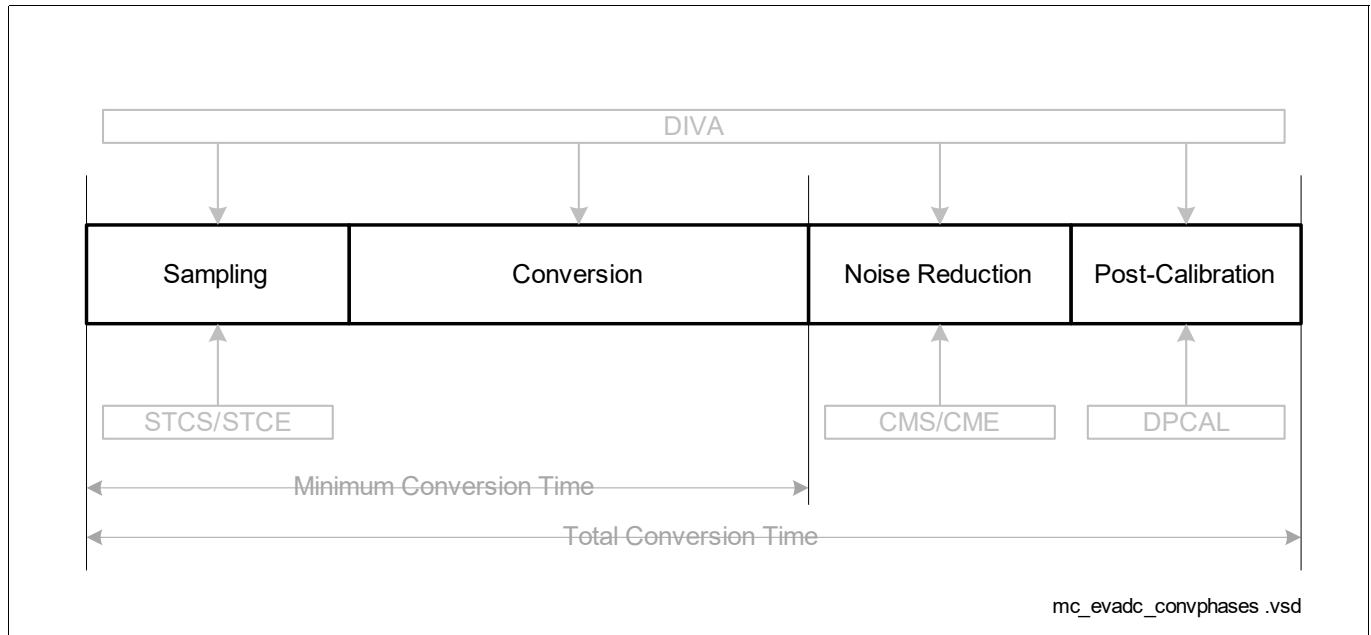 DIVA
Sampling
Conversion
Noise Reduction
Post-Calibration
STCS/STCE
CMS/CME
DPCAL
Minimum Conversion Time
Total Conversion Time
mc_evadc_convphases .vsd